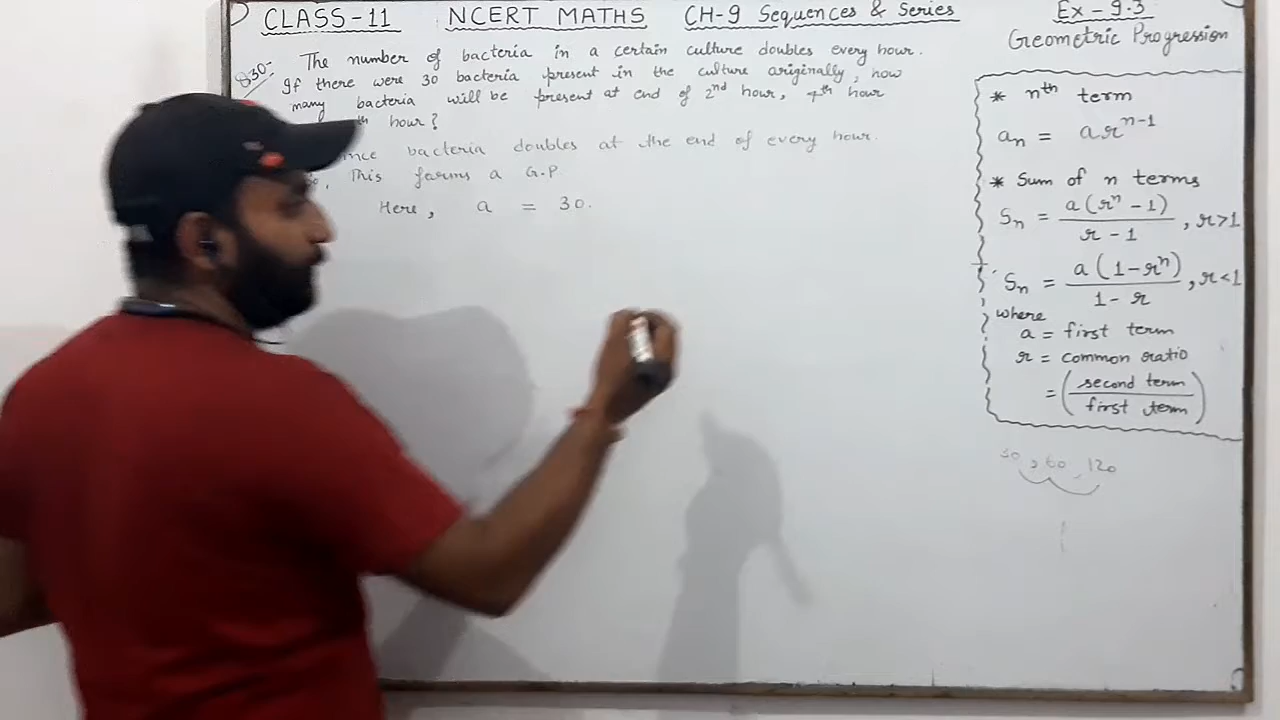 CLASS-11 NCERT MATHS CH-9 Sequences & Series Ex-9.3
Geometric Progression
Q30- The number of bacteria in a certain culture doubles every hour.
If there were 30 bacteria present in the culture originally, how
many bacteria will be present at end of 2nd hour, 4th hour
hour?
bacteria doubles at the end of every hour.
This forms a G.P.
Here, a = 30.
* nth term
aₙ = arⁿ⁻¹
* Sum of n terms
Sₙ = a(rⁿ - 1) / r - 1 , r>1
Sₙ = a(1 - rⁿ) / 1 - r , r<1
where
a = first term
r = common ratio
= (second term / first term)
30, 60, 120